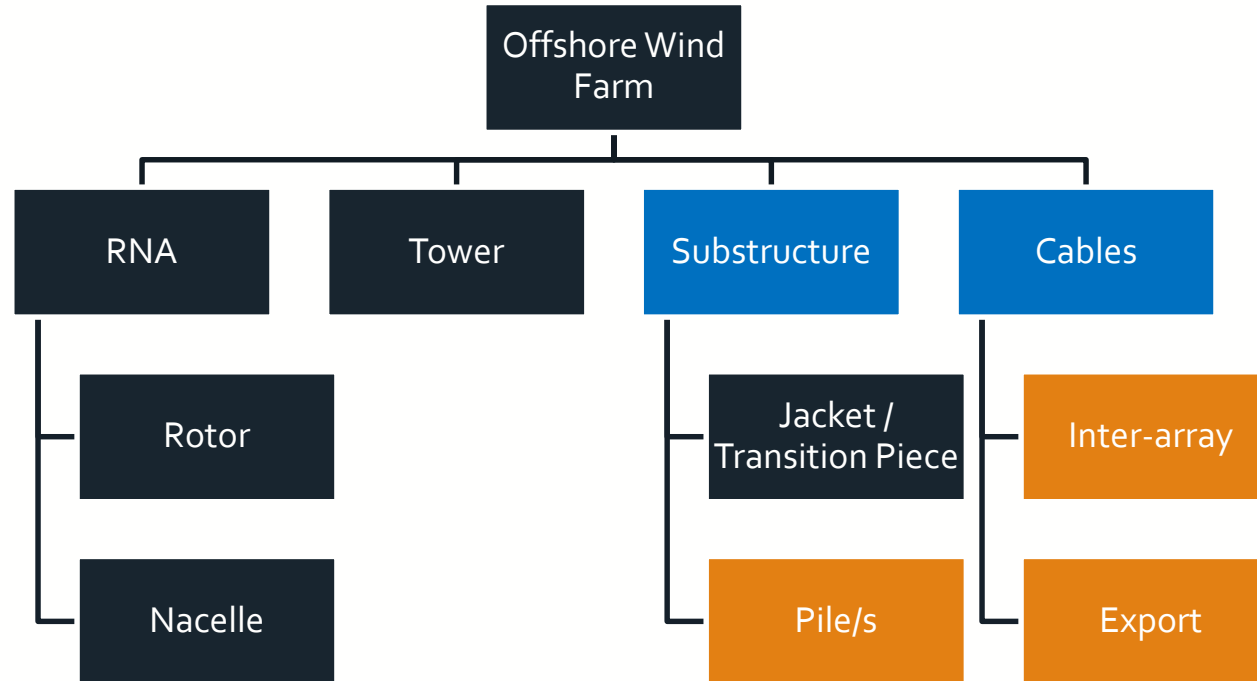 Offshore Wind
Farm
RNA
Tower
Substructure
Cables
Rotor
Jacket /
Transition Piece
Inter-array
Nacelle
Pile/s
Export